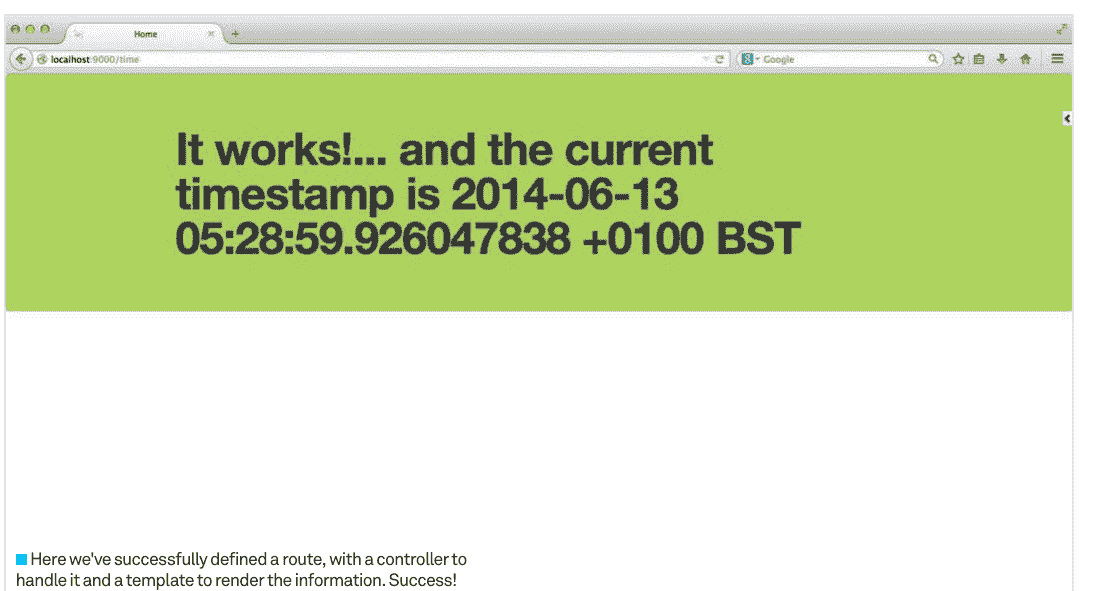 Home
localhost:9000/time
Google
It works!... and the current
timestamp is 2014-06-13
05:28:59.926047838 +0100 BST
Here we've successfully defined a route, with a controller to
handle it and a template to render the information. Success!